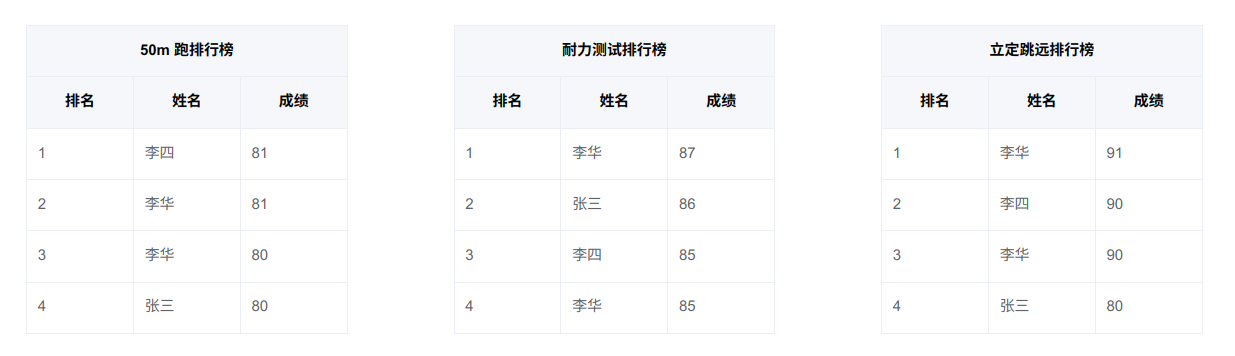 50m 跑排行榜
排名 姓名 成绩
1 李四 81
2 李华 81
3 李华 80
4 张三 80
耐力测试排行榜
排名 姓名 成绩
1 李华 87
2 张三 86
3 李四 85
4 李华 85
立定跳远排行榜
排名 姓名 成绩
1 李华 91
2 李四 90
3 李华 90
4 张三 80